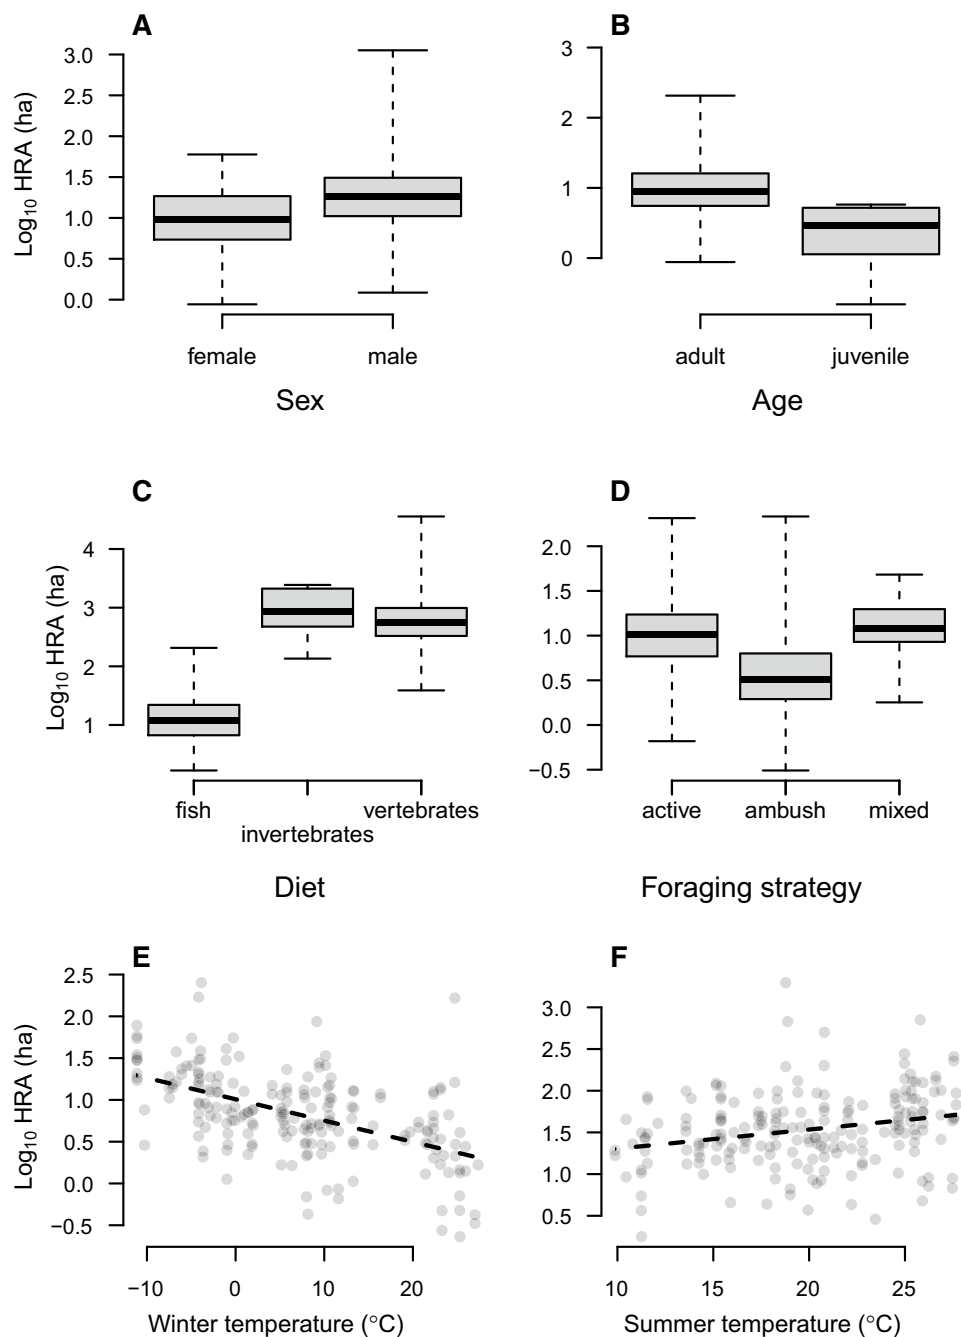 A
B
Log10 HRA (ha)
3.0
2.5
2.0
1.5
1.0
0.5
0.0
female
male
Sex
3
2
1
0
adult
juvenile
Age
C
D
Log10 HRA (ha)
4
3
2
1
fish
invertebrates
vertebrates
Diet
2.0
1.5
1.0
0.5
0.0
−0.5
active
ambush
mixed
Foraging strategy
E
F
Log10 HRA (ha)
2.5
2.0
1.5
1.0
0.5
0.0
−0.5
−10
0
10
20
Winter temperature (°C)
3.0
2.5
2.0
1.5
1.0
0.5
10
15
20
25
Summer temperature (°C)